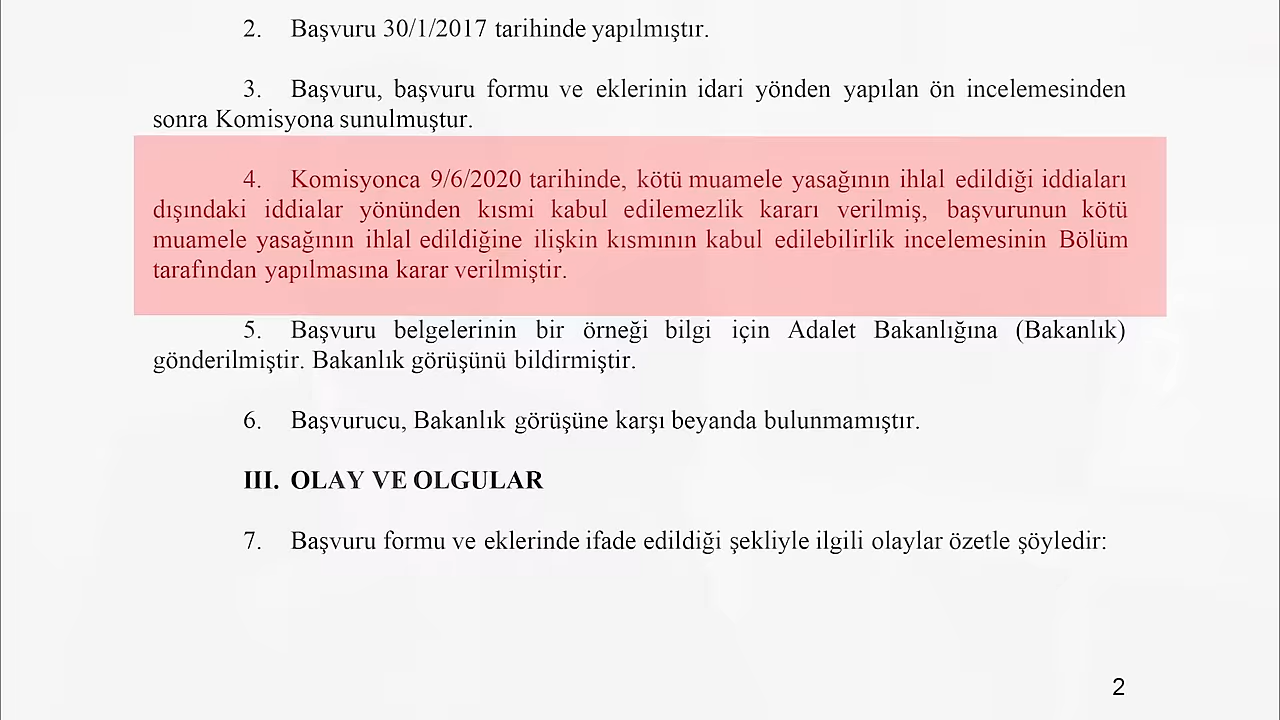 2. Başvuru 30/1/2017 tarihinde yapılmıştır.
3. Başvuru, başvuru formu ve eklerinin idari yönden yapılan ön incelemesinden
sonra Komisyona sunulmuştur.
4. Komisyonca 9/6/2020 tarihinde, kötü muamele yasağının ihlal edildiği iddiaları
dışındaki iddialar yönünden kısmi kabul edilemezlik kararı verilmiş, başvurunun kötü
muamele yasağının ihlal edildiğine ilişkin kısmının kabul edilebilirlik incelemesinin Bölüm
tarafından yapılmasına karar verilmiştir.
5. Başvuru belgelerinin bir örneği bilgi için Adalet Bakanlığına (Bakanlık)
gönderilmiştir. Bakanlık görüşünü bildirmiştir.
6. Başvurucu, Bakanlık görüşüne karşı beyanda bulunmamıştır.
III. OLAY VE OLGULAR
7. Başvuru formu ve eklerinde ifade edildiği şekliyle ilgili olaylar özetle şöyledir:
2